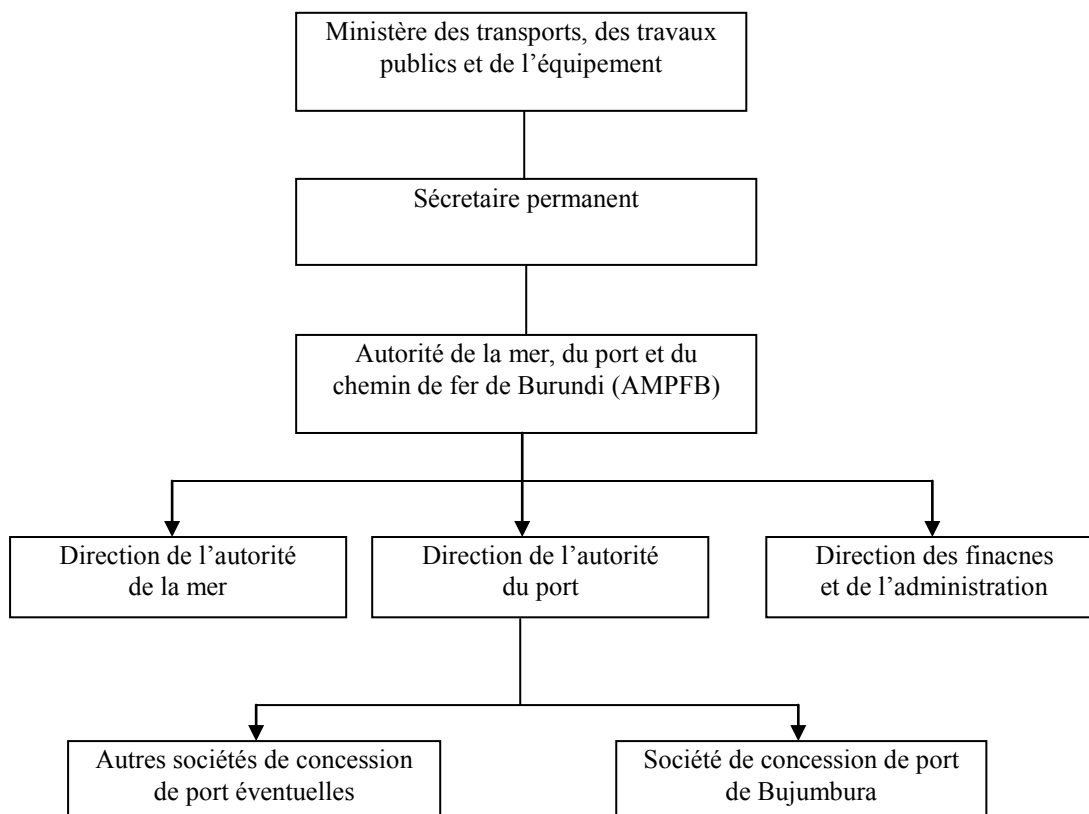 Ministère des transports, des travaux
publics et de l’équipement
Sécretaire permanent
Autorité de la mer, du port et du
chemin de fer de Burundi (AMPFB)
Direction de l’autorité
de la mer
Direction de l’autorité
du port
Direction des finacnes
et de l’administration
Autres sociétés de concession
de port éventuelles
Société de concession de port
de Bujumbura